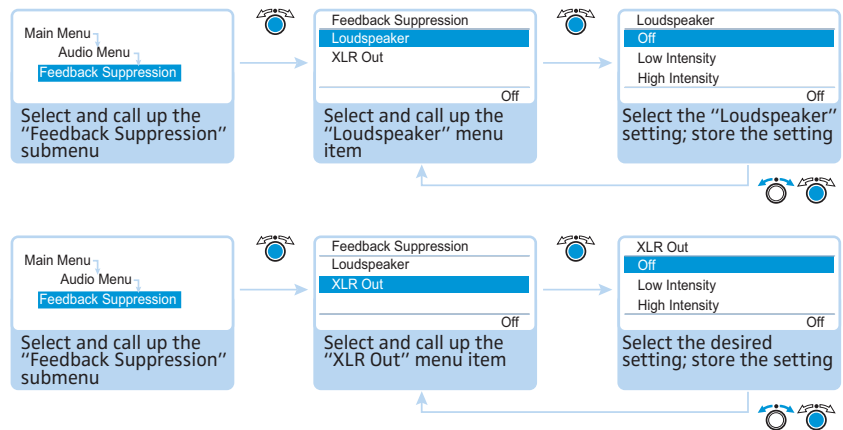 Main Menu
Audio Menu
Feedback Suppression
Select and call up the
“Feedback Suppression”
submenu
Feedback Suppression
Loudspeaker
XLR Out
Off
Select and call up the
“Loudspeaker” menu
item
Loudspeaker
Off
Low Intensity
High Intensity
Off
Select the “Loudspeaker”
setting; store the setting
Main Menu
Audio Menu
Feedback Suppression
Select and call up the
“Feedback Suppression”
submenu
Feedback Suppression
Loudspeaker
XLR Out
Off
Select and call up the
“XLR Out” menu item
XLR Out
Off
Low Intensity
High Intensity
Off
Select the desired
setting; store the setting